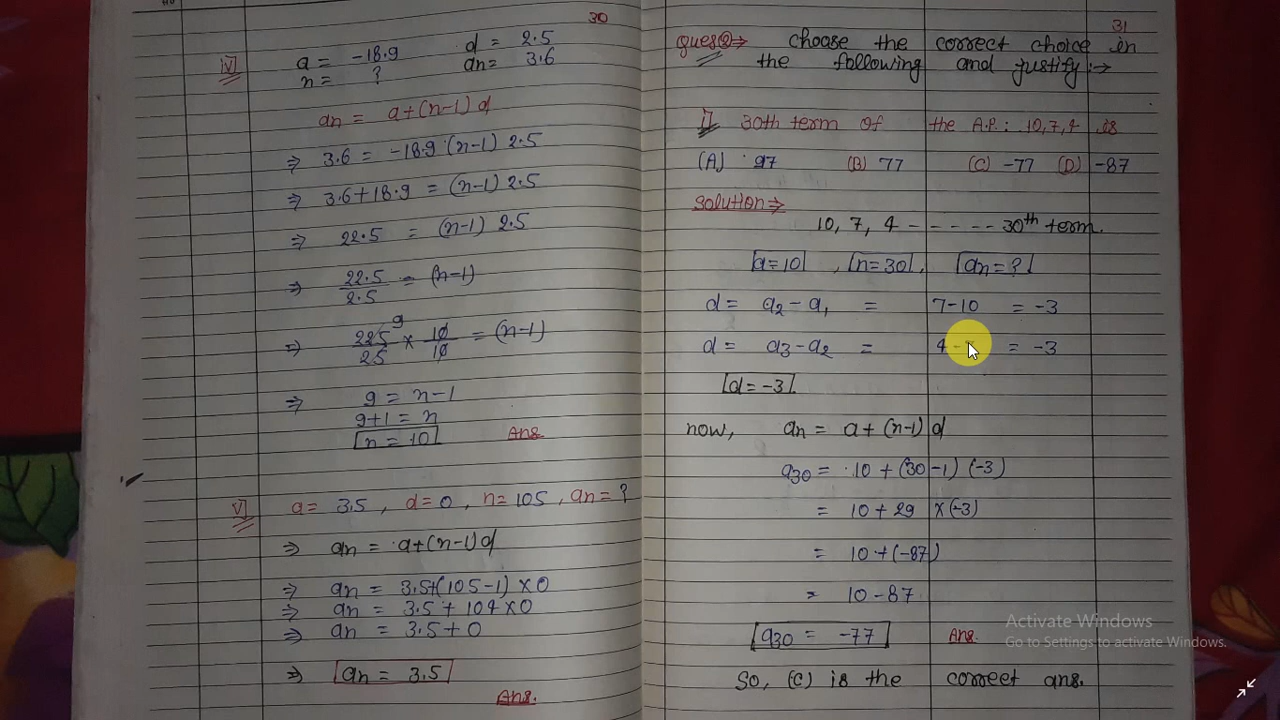 30
iv) a = -18.9 d = 2.5
n = ? an = 3.6
an = a+(n-1) d
⇒ 3.6 = -18.9 (n-1) 2.5
⇒ 3.6+18.9 = (n-1) 2.5
⇒ 22.5 = (n-1) 2.5
⇒ 22.5/2.5 = (n-1)
⇒ 225/25 9 × 10/10 = (n-1)
⇒ 9 = n-1
9+1 = n
n = 10 Ans
v) a = 3.5, d = 0, n = 105, an = ?
⇒ an = a+(n-1)d
⇒ an = 3.5+(105-1)×0
⇒ an = 3.5+104×0
⇒ an = 3.5+0
⇒ an = 3.5
Ans.
31
Ques② ⇒ Choose the correct choice in
the following and justify :→
i) 30th term of the A.P.: 10,7,4 is
(A) 97 (B) 77 (C) -77 (D) -87
Solution ⇒
10, 7, 4 - - - - - - 30th term.
a=10, n=30, an=?
d = a2-a1 = 7-10 = -3
d = a3-a2 = 4- = -3
d = -3
now, an = a+(n-1) d
a30 = 10+(30-1)(-3)
= 10+29 ×(-3)
= 10+(-87)
= 10-87
a30 = -77 Ans.
So, (C) is the correct ans.
Activate Windows
Go to Settings to activate Windows.